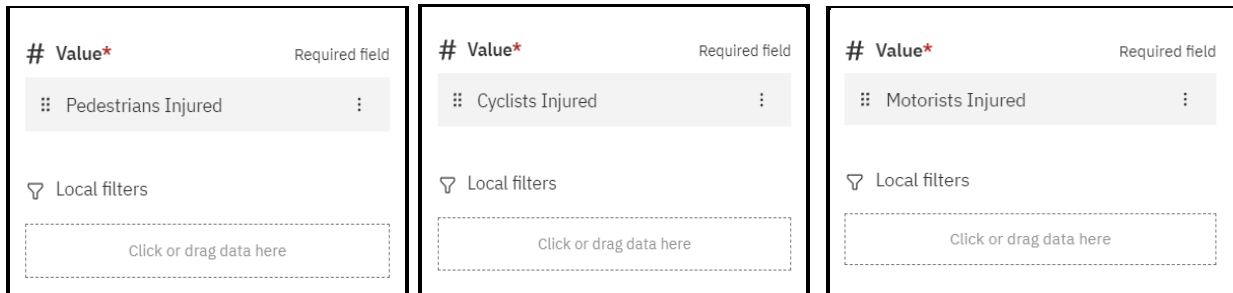 # Value* Required field
Pedestrians Injured
Local filters
Click or drag data here
# Value* Required field
Cyclists Injured
Local filters
Click or drag data here
# Value* Required field
Motorists Injured
Local filters
Click or drag data here